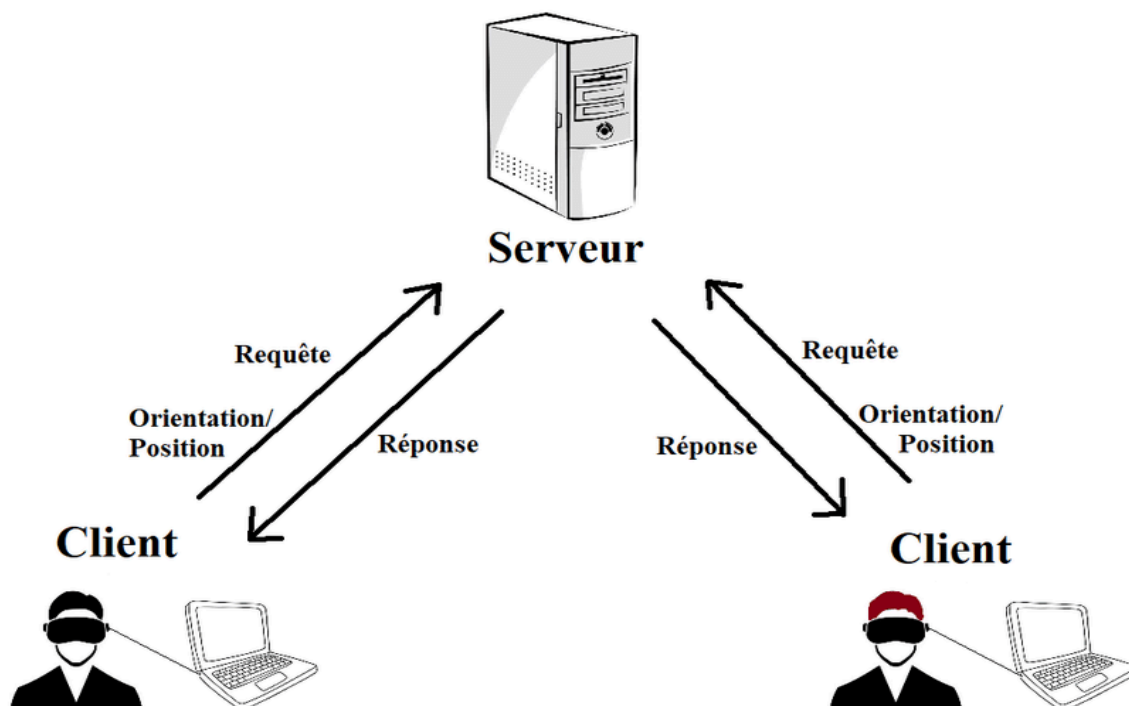 Serveur
Requête
Orientation/
Position
Réponse
Requête
Orientation/
Position
Réponse
Client
Client